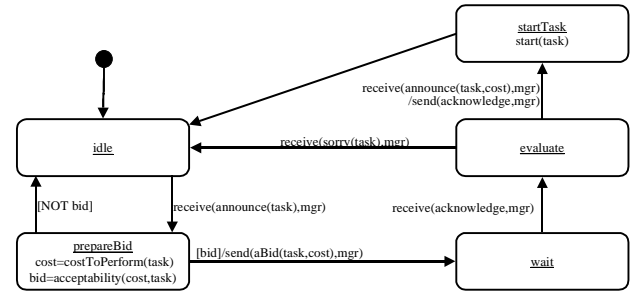 startTask
start(task)
receive(announce(task,cost),mgr)
/send(acknowledge,mgr)
idle
receive(sorry(task),mgr)
evaluate
[NOT bid]
receive(announce(task),mgr)
receive(acknowledge,mgr)
prepareBid
cost=costToPerform(task)
bid=acceptability(cost,task)
[bid]/send(aBid(task,cost),mgr)
wait